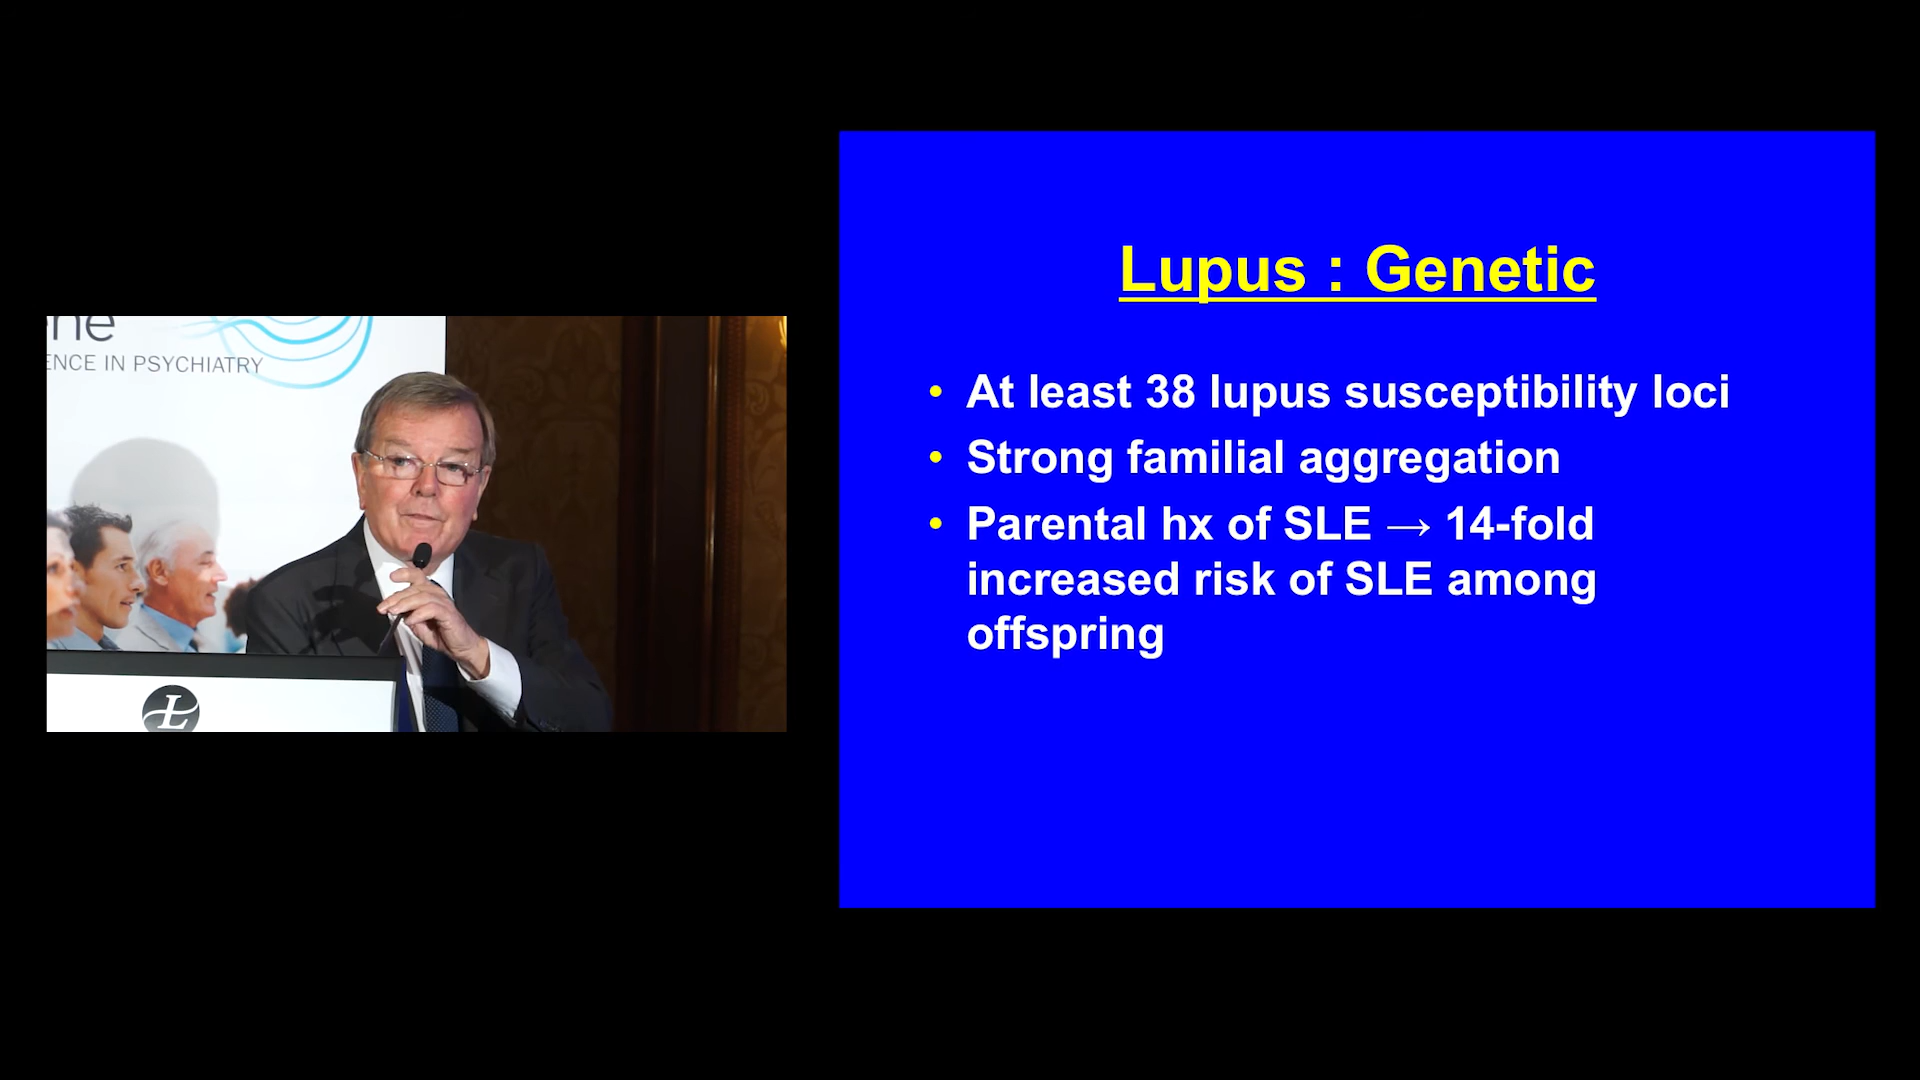 ENCE IN PSYCHIATRY
L
Lupus : Genetic
• At least 38 lupus susceptibility loci
• Strong familial aggregation
• Parental hx of SLE → 14-fold
increased risk of SLE among
offspring